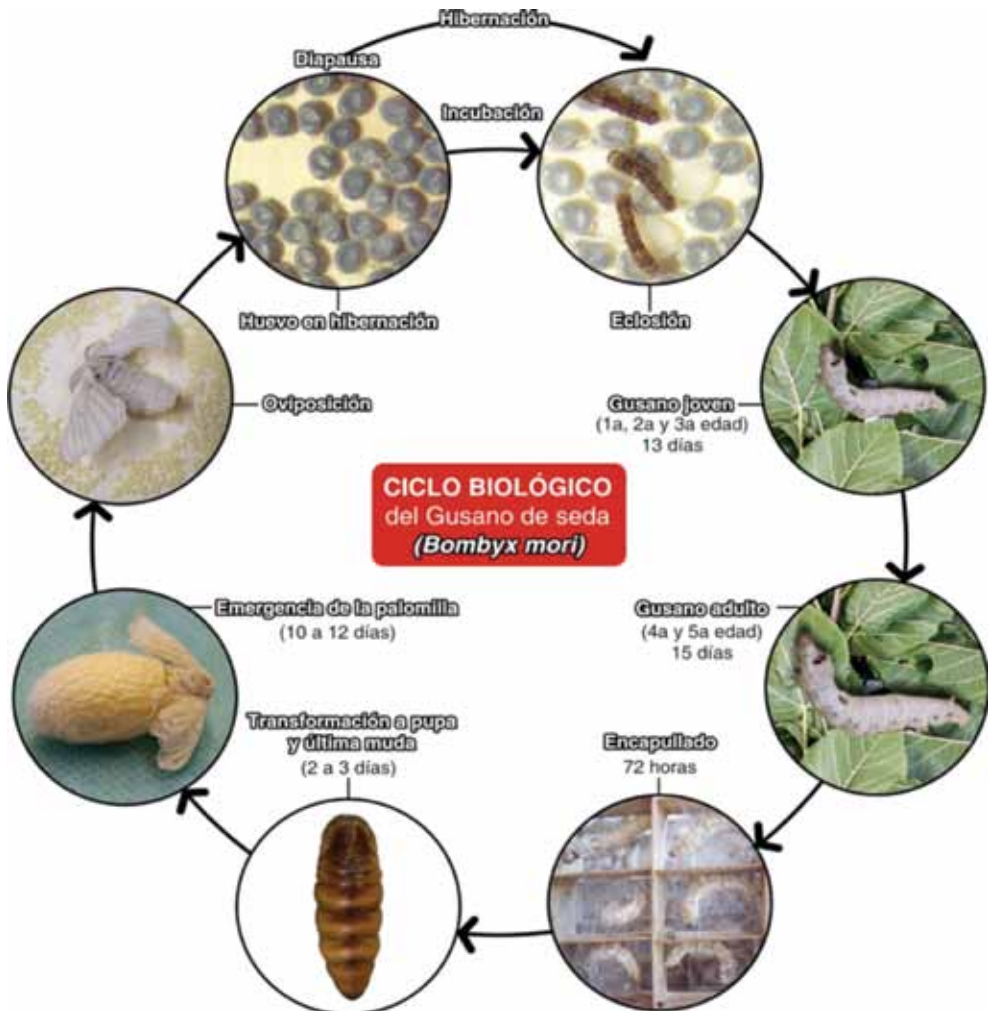 Hibernación
Diapausa
Incubación
Huevo en hibernación
Eclosión
Oviposición
Gusano joven
(1a, 2a y 3a edad)
13 días
CICLO BIOLÓGICO
del Gusano de seda
(Bombyx mori)
Emergencia de la palomilla
(10 a 12 días)
Gusano adulto
(4a y 5a edad)
15 días
Transformación a pupa
y última muda
(2 a 3 días)
Encapullado
72 horas